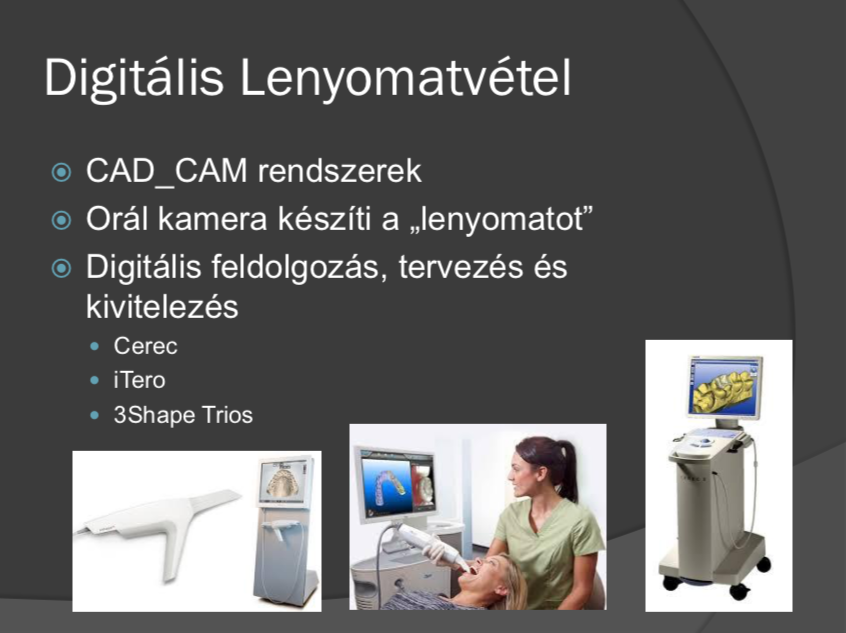 Digitális Lenyomatvétel
CAD_CAM rendszerek
Orál kamera készíti a „lenyomatot”
Digitális feldolgozás, tervezés és
kivitelezés
Cerec
iTero
3Shape Trios